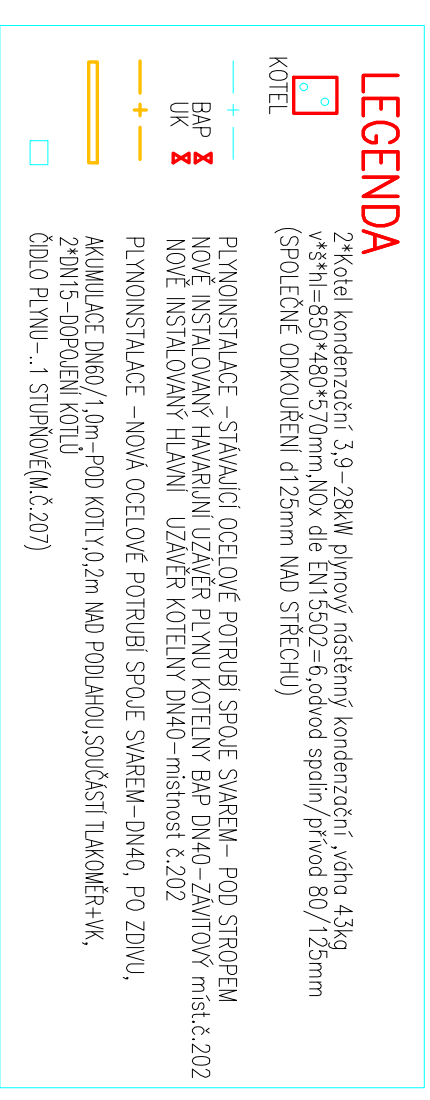 LEGENDA
KOTEL
2*Kotel kondenzační 3,9-28kW plynový nástěnný kondenzační ,váha 43kg
v*š*hl=850*480*570mm,NOx dle EN15502=6,odvod spalin/přívod 80/125mm
(SPOLEČNÉ ODKOUŘENÍ d125mm NAD STŘECHU)
PLYNOINSTALACE -STÁVAJÍCÍ OCELOVÉ POTRUBÍ SPOJE SVAREM- POD STROPEM
BAP NOVĚ INSTALOVANÝ HAVARIJNÍ UZÁVĚR PLYNU KOTELNY BAP DN40-ZÁVITOVÝ míst.č.202
UK NOVĚ INSTALOVANÝ HLAVNÍ UZÁVĚR KOTELNY DN40-mistnost č.202
PLYNOINSTALACE -NOVÁ OCELOVÉ POTRUBÍ SPOJE SVAREM-DN40, PO ZDIVU,
AKUMULACE DN60/1,0m-POD KOTLY,0,2m NAD PODLAHOU,SOUČÁSTÍ TLAKOMĚR+VK,
2*DN15-DOPOJENÍ KOTLŮ
ČIDLO PLYNU-..1 STUPŇOVÉ(M.Č.207)